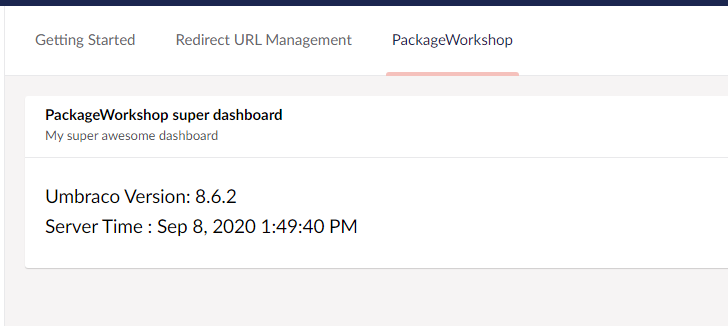 Getting Started Redirect URL Management PackageWorkshop
PackageWorkshop super dashboard
My super awesome dashboard
Umbraco Version: 8.6.2
Server Time : Sep 8, 2020 1:49:40 PM